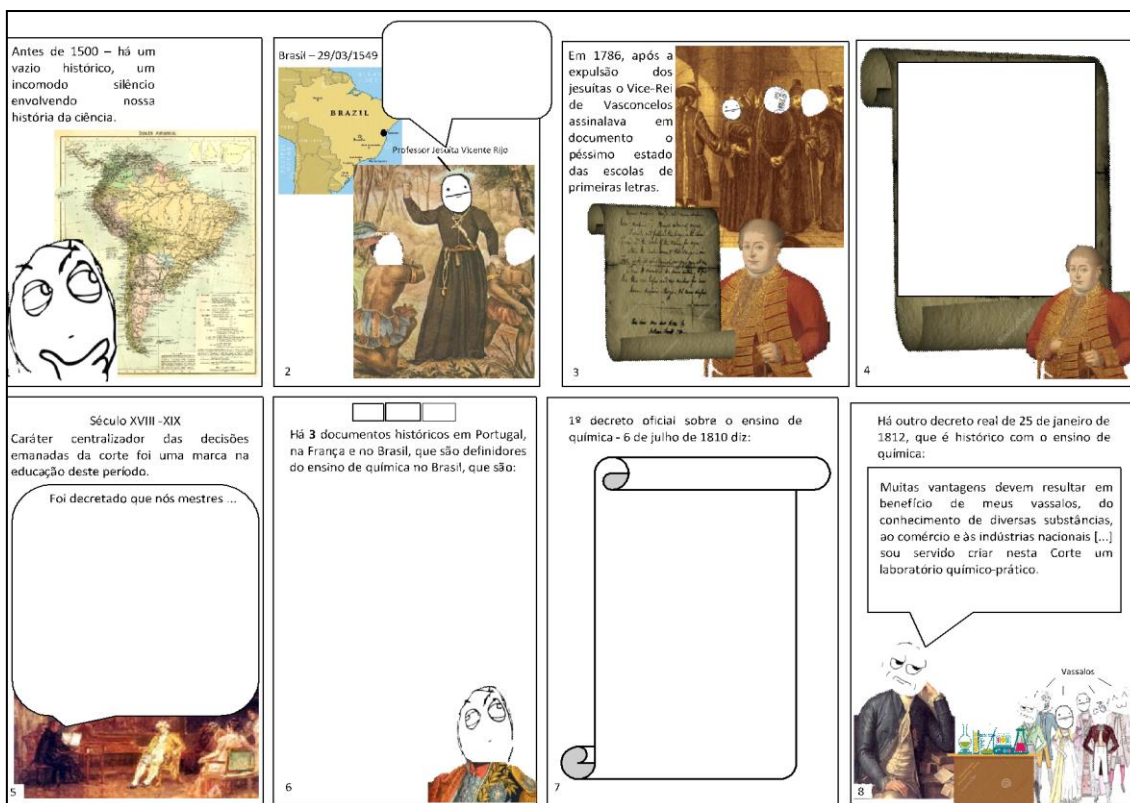 Antes de 1500 – há um
vazio histórico, um
incomodo silêncio
envolvendo nossa
história da ciência.
South America
Brasil – 29/03/1549
BRAZIL
Professor Jesuíta Vicente Rijo
2
Em 1786, após a
expulsão dos
jesuítas o Vice-Rei
de Vasconcelos
assinalava em
documento o
péssimo estado
das escolas de
primeiras letras.
3
4
Século XVIII -XIX
Caráter centralizador das decisões
emanadas da corte foi uma marca na
educação deste período.
Foi decretado que nós mestres ...
5
Há 3 documentos históricos em Portugal,
na França e no Brasil, que são definidores
do ensino de química no Brasil, que são:
6
1º decreto oficial sobre o ensino de
química - 6 de julho de 1810 diz:
7
Há outro decreto real de 25 de janeiro de
1812, que é histórico com o ensino de
química:
Muitas vantagens devem resultar em
benefício de meus vassalos, do
conhecimento de diversas substâncias,
ao comércio e às indústrias nacionais [...]
sou servido criar nesta Corte um
laboratório químico-prático.
Vassalos
8